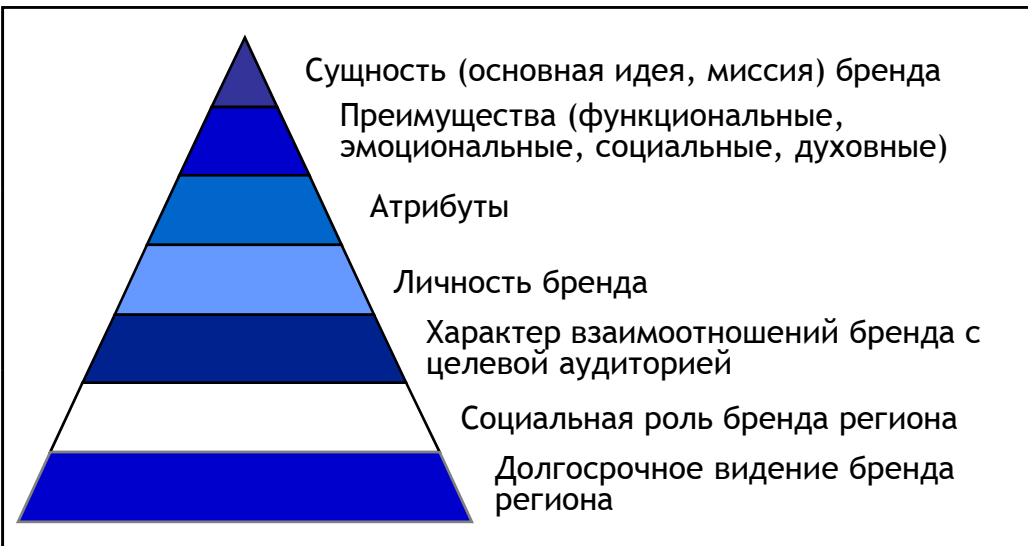 Сущность (основная идея, миссия) бренда
Преимущества (функциональные,
эмоциональные, социальные, духовные)
Атрибуты
Личность бренда
Характер взаимоотношений бренда с
целевой аудиторией
Социальная роль бренда региона
Долгосрочное видение бренда
региона